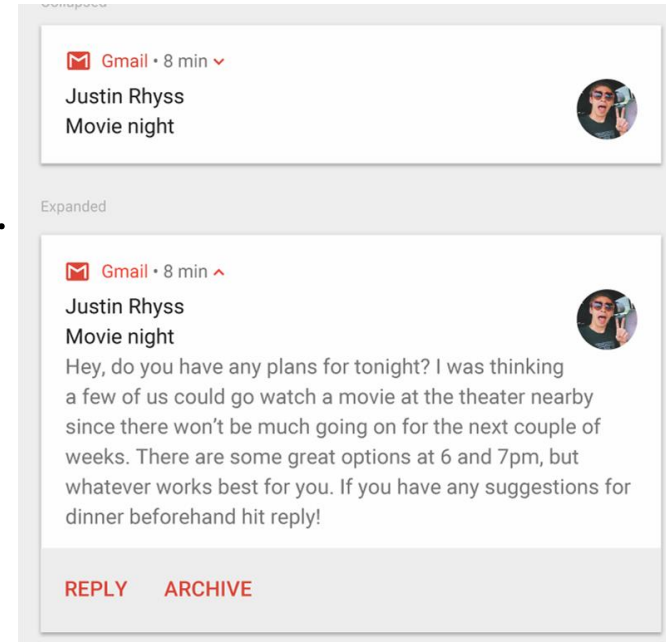 Collapsed
Gmail • 8 min
Justin Rhyss
Movie night
Expanded
Gmail • 8 min
Justin Rhyss
Movie night
Hey, do you have any plans for tonight? I was thinking
a few of us could go watch a movie at the theater nearby
since there won’t be much going on for the next couple of
weeks. There are some great options at 6 and 7pm, but
whatever works best for you. If you have any suggestions for
dinner beforehand hit reply!
REPLY ARCHIVE